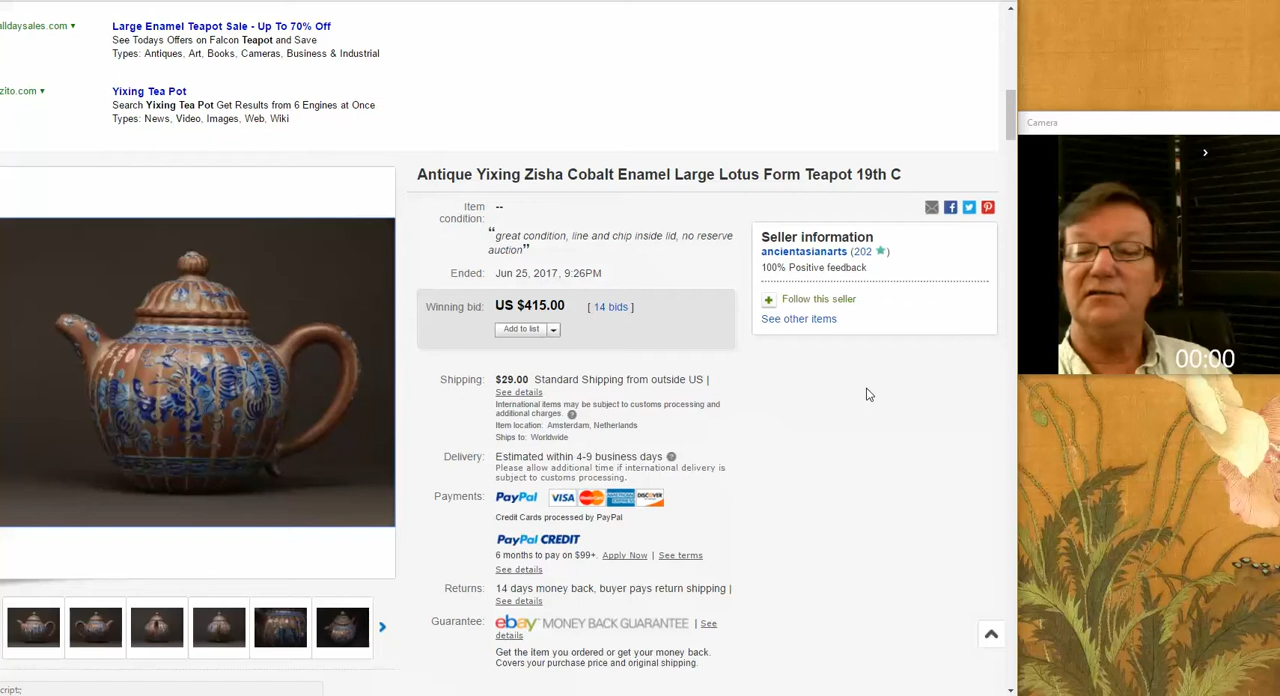 alldaysales.com ▾
Large Enamel Teapot Sale - Up To 70% Off
See Todays Offers on Falcon Teapot and Save
Types: Antiques, Art, Books, Cameras, Business & Industrial
zito.com ▾
Yixing Tea Pot
Search Yixing Tea Pot Get Results from 6 Engines at Once
Types: News, Video, Images, Web, Wiki
Antique Yixing Zisha Cobalt Enamel Large Lotus Form Teapot 19th C
Item condition: --
“great condition, line and chip inside lid, no reserve
auction”
Ended: Jun 25, 2017, 9:26PM
Winning bid: US $415.00 [ 14 bids ]
Add to list
Shipping: $29.00 Standard Shipping from outside US |
See details
International items may be subject to customs processing and
additional charges.
Item location: Amsterdam, Netherlands
Ships to: Worldwide
Delivery: Estimated within 4-9 business days
Please allow additional time if international delivery is
subject to customs processing.
Payments: PayPal VISA MasterCard AMERICAN EXPRESS DISCOVER
Credit Cards processed by PayPal
PayPal CREDIT
6 months to pay on $99+. Apply Now | See terms
See details
Returns: 14 days money back, buyer pays return shipping |
See details
Guarantee: ebay MONEY BACK GUARANTEE | See
details
Get the item you ordered or get your money back.
Covers your purchase price and original shipping.
Seller information
ancientasianarts (202 ★)
100% Positive feedback
Follow this seller
See other items
Camera
00:00
script;